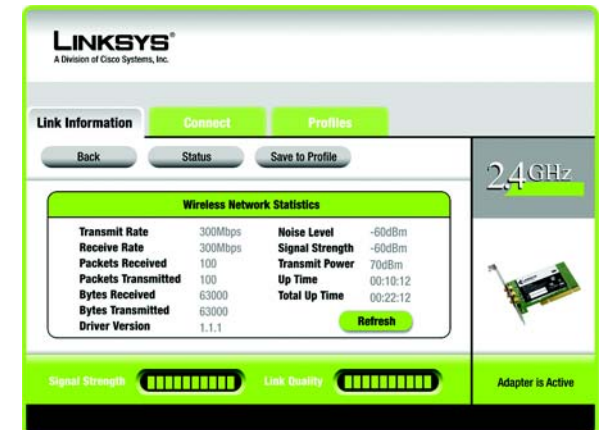 LINKSYS®
A Division of Cisco Systems, Inc.
Link Information Connect Profiles
Back Status Save to Profile
2.4GHz
Wireless Network Statistics
Transmit Rate 300Mbps Noise Level -60dBm
Receive Rate 300Mbps Signal Strength -60dBm
Packets Received 100 Transmit Power 70dBm
Packets Transmitted 100 Up Time 00:10:12
Bytes Received 63000 Total Up Time 00:22:12
Bytes Transmitted 63000
Driver Version 1.1.1
Refresh
Signal Strength Link Quality Adapter is Active